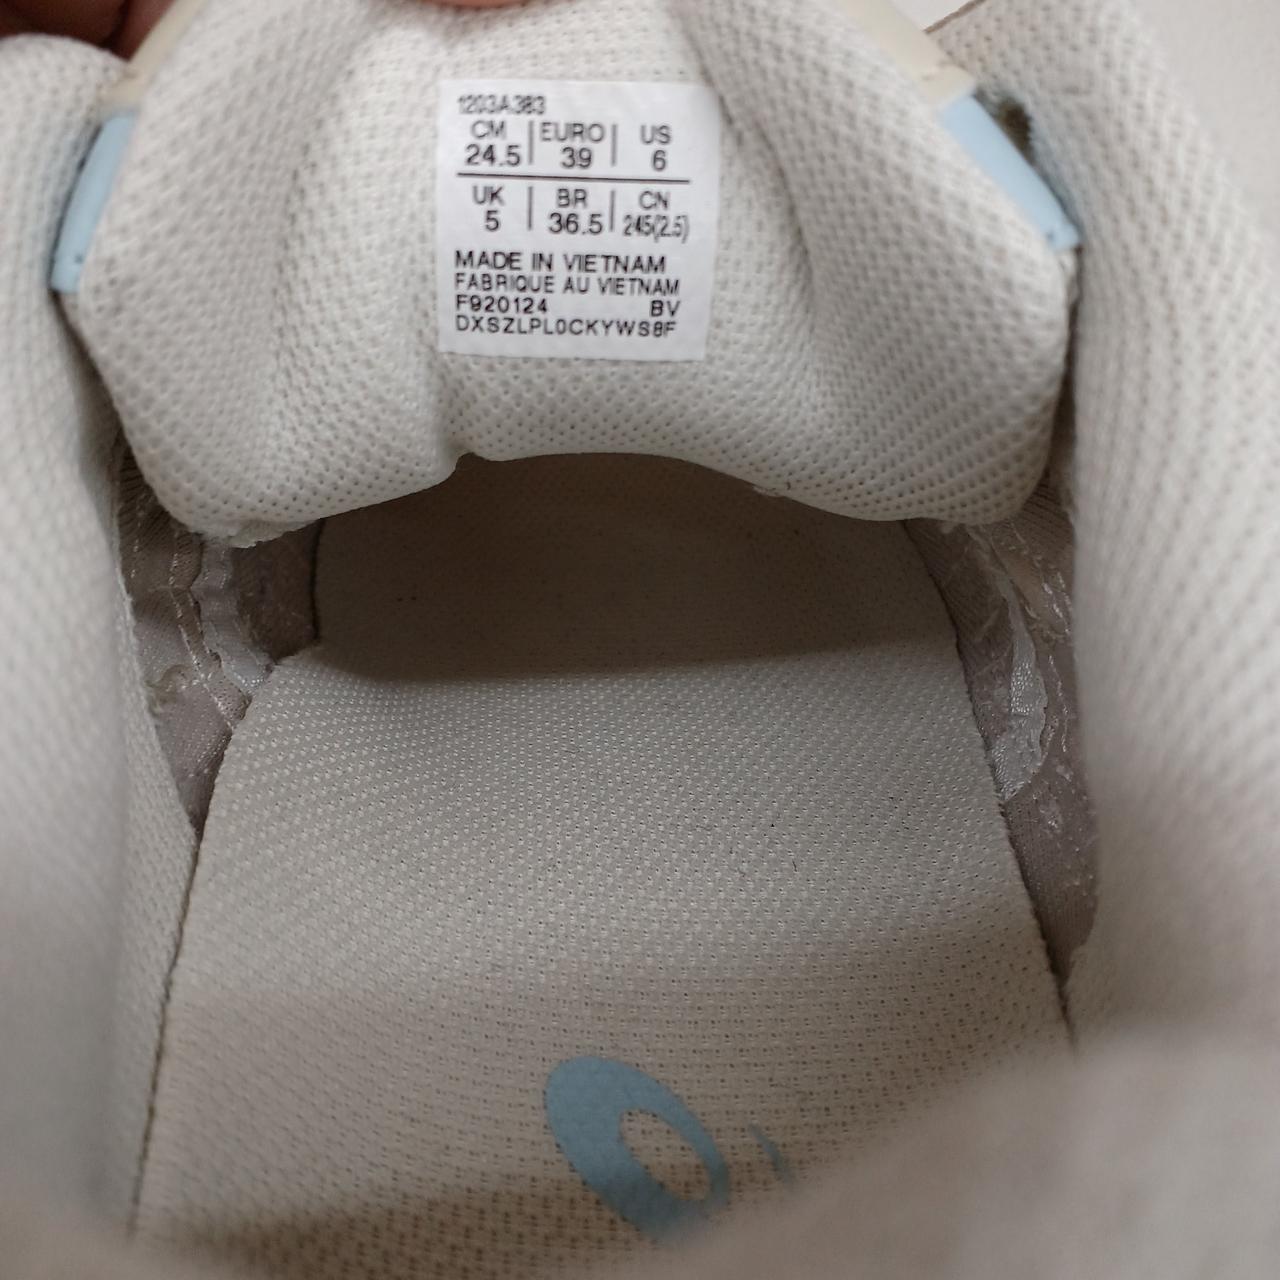 1203A383
CM | EURO | US
24.5 | 39 | 6
UK | BR | CN
5 | 36.5 | 245(2.5)
MADE IN VIETNAM
FABRIQUE AU VIETNAM
F920124 BV
DXSZLPL0CKYWS8F